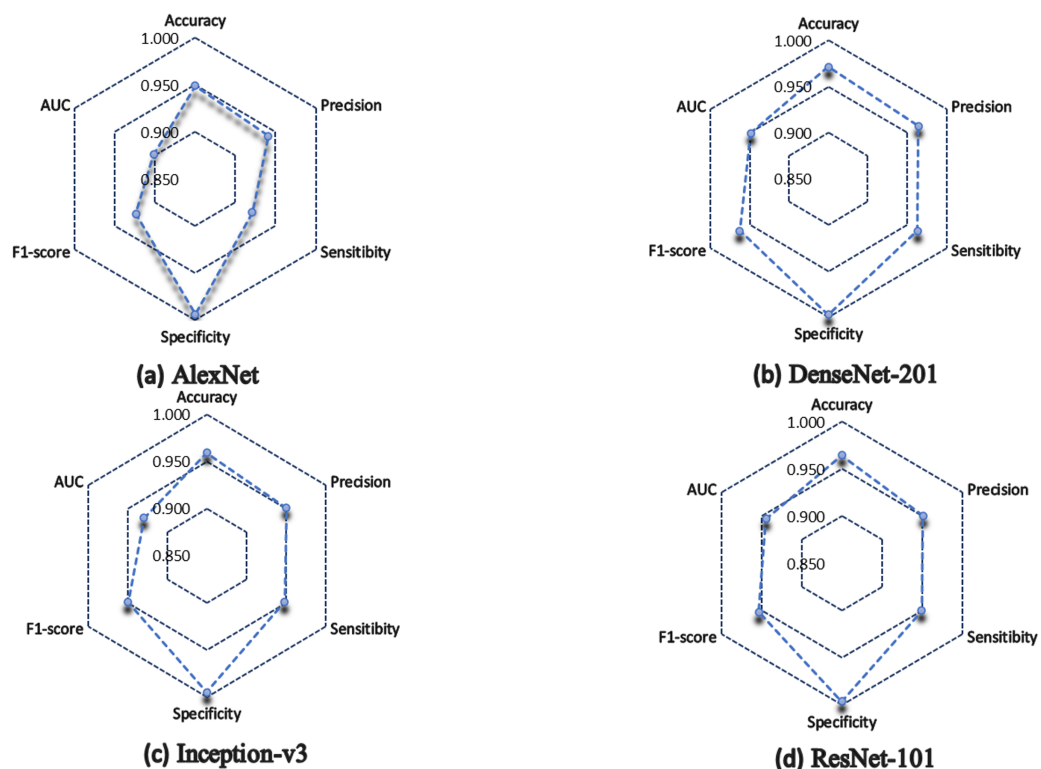 Accuracy
1.000
0.950
AUC
Precision
0.900
0.850
F1-score
Sensitibity
Specificity
(a) AlexNet
Accuracy
1.000
0.950
AUC
Precision
0.900
0.850
F1-score
Sensitibity
Specificity
(b) DenseNet-201
Accuracy
1.000
0.950
AUC
Precision
0.900
0.850
F1-score
Sensitibity
Specificity
(c) Inception-v3
Accuracy
1.000
0.950
AUC
Precision
0.900
0.850
F1-score
Sensitibity
Specificity
(d) ResNet-101